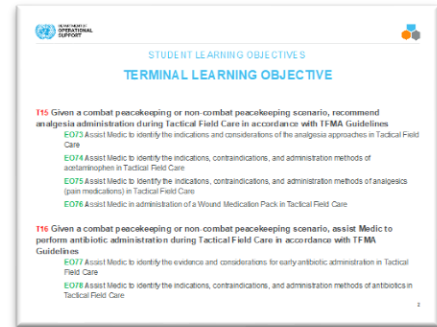 DEPARTMENT OF
OPERATIONAL
SUPPORT
STUDENT LEARNING OBJECTIVES
TERMINAL LEARNING OBJECTIVE
T15 Given a combat peacekeeping or non-combat peacekeeping scenario, recommend
analgesia administration during Tactical Field Care in accordance with TFMA Guidelines
EO73 Assist Medic to identify the indications and considerations of the analgesia approaches in Tactical Field
Care
EO74 Assist Medic to identify the indications, contraindications, and administration methods of
acetaminophen in Tactical Field Care
EO75 Assist Medic to identify the indications, contraindications, and administration methods of analgesics
(pain medications) in Tactical Field Care
EO76 Assist Medic in administration of a Wound Medication Pack in Tactical Field Care
T16 Given a combat peacekeeping or non-combat peacekeeping scenario, assist Medic to
perform antibiotic administration during Tactical Field Care in accordance with TFMA
Guidelines
EO77 Assist Medic to identify the evidence and considerations for early antibiotic administration in Tactical
Field Care
EO78 Assist Medic to identify the indications, contraindications, and administration methods of antibiotics in
Tactical Field Care
2